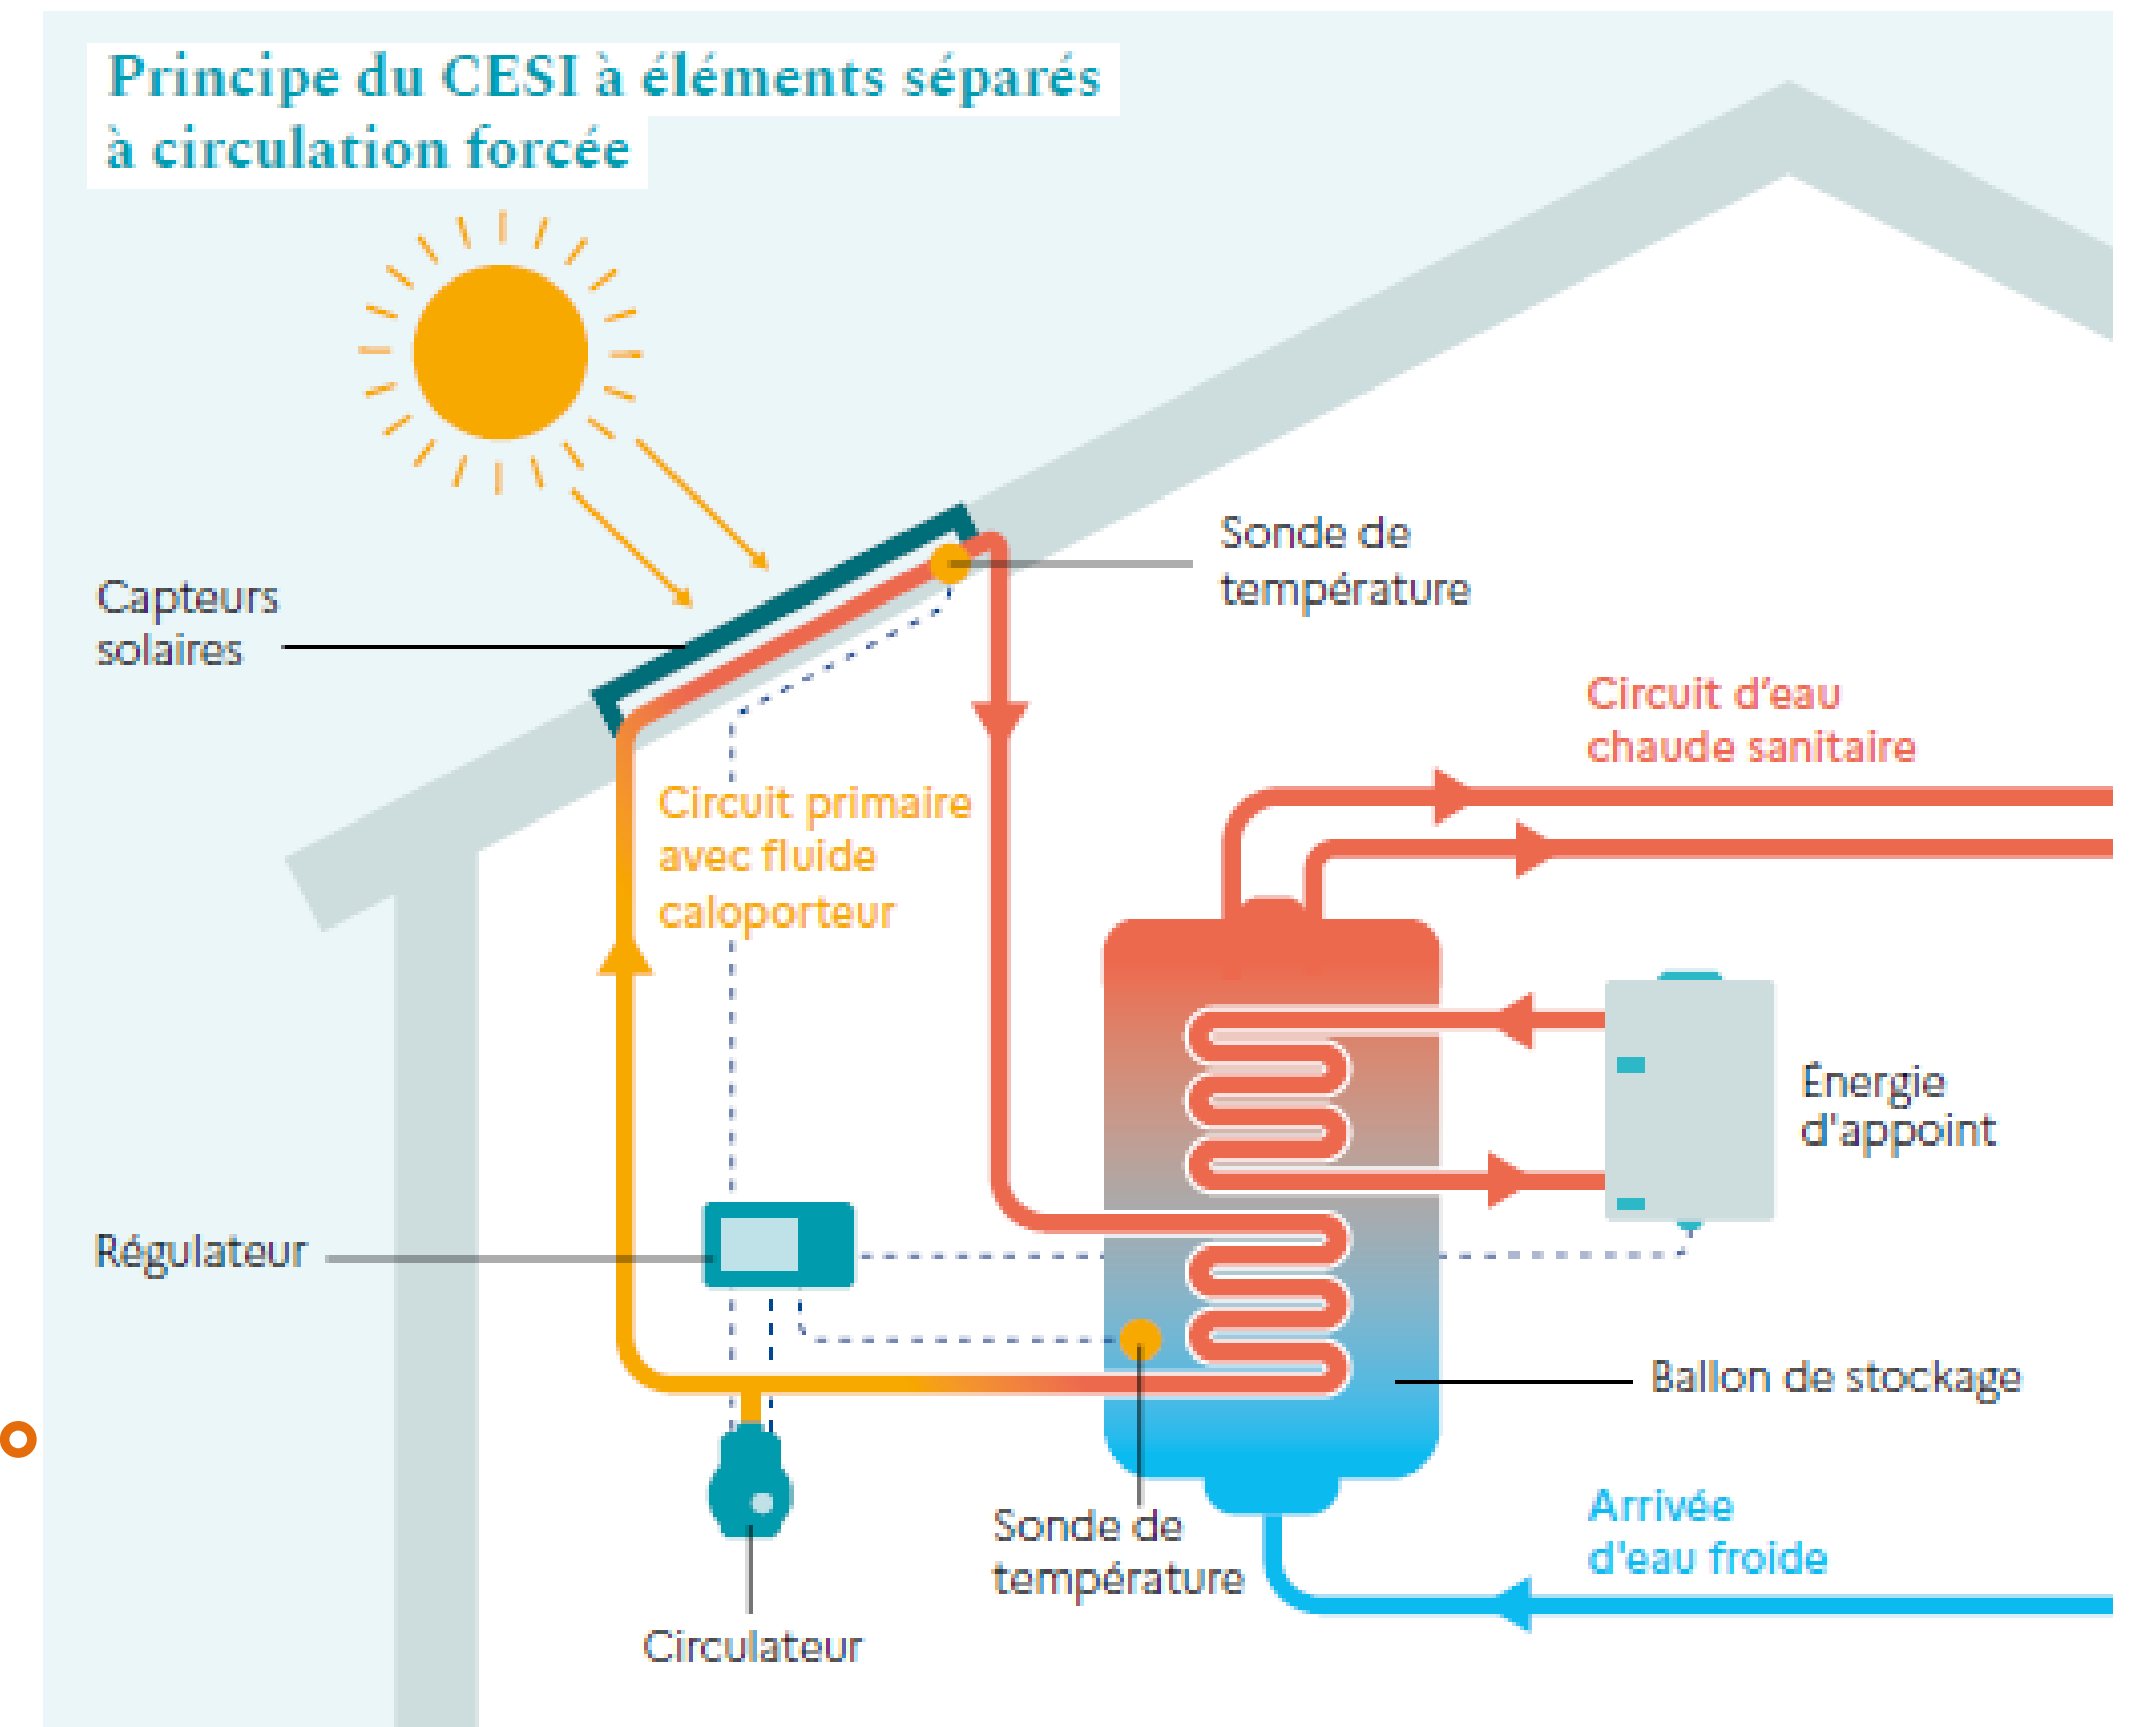 Principe du CESI à éléments séparés
à circulation forcée
Sonde de
température
Capteurs
solaires
Circuit d'eau
chaude sanitaire
Circuit primaire
avec fluide
caloporteur
Énergie
d'appoint
Régulateur
Ballon de stockage
Sonde de
température
Arrivée
d'eau froide
Circulateur